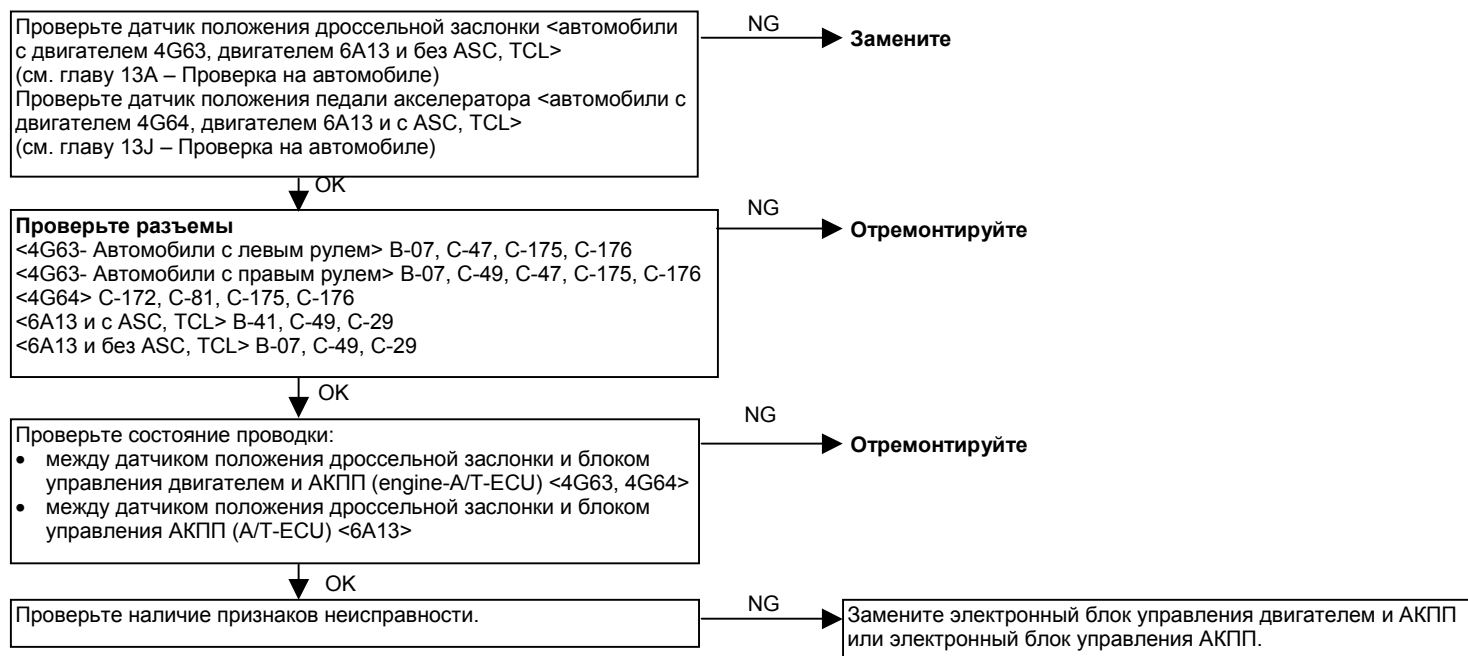 Проверьте датчик положения дроссельной заслонки <автомобили
с двигателем 4G63, двигателем 6A13 и без ASC, TCL>
(см. главу 13A – Проверка на автомобиле)
Проверьте датчик положения педали акселератора <автомобили с
двигателем 4G64, двигателем 6A13 и с ASC, TCL>
(см. главу 13J – Проверка на автомобиле)
NG
Замените
OK
Проверьте разъемы
<4G63- Автомобили с левым рулем> B-07, C-47, C-175, C-176
<4G63- Автомобили с правым рулем> B-07, C-49, C-47, C-175, C-176
<4G64> C-172, C-81, C-175, C-176
<6A13 и с ASC, TCL> B-41, C-49, C-29
<6A13 и без ASC, TCL> B-07, C-49, C-29
NG
Отремонтируйте
OK
Проверьте состояние проводки:
• между датчиком положения дроссельной заслонки и блоком
управления двигателем и АКПП (engine-A/T-ECU) <4G63, 4G64>
• между датчиком положения дроссельной заслонки и блоком
управления АКПП (A/T-ECU) <6A13>
NG
Отремонтируйте
OK
Проверьте наличие признаков неисправности.
NG
Замените электронный блок управления двигателем и АКПП
или электронный блок управления АКПП.